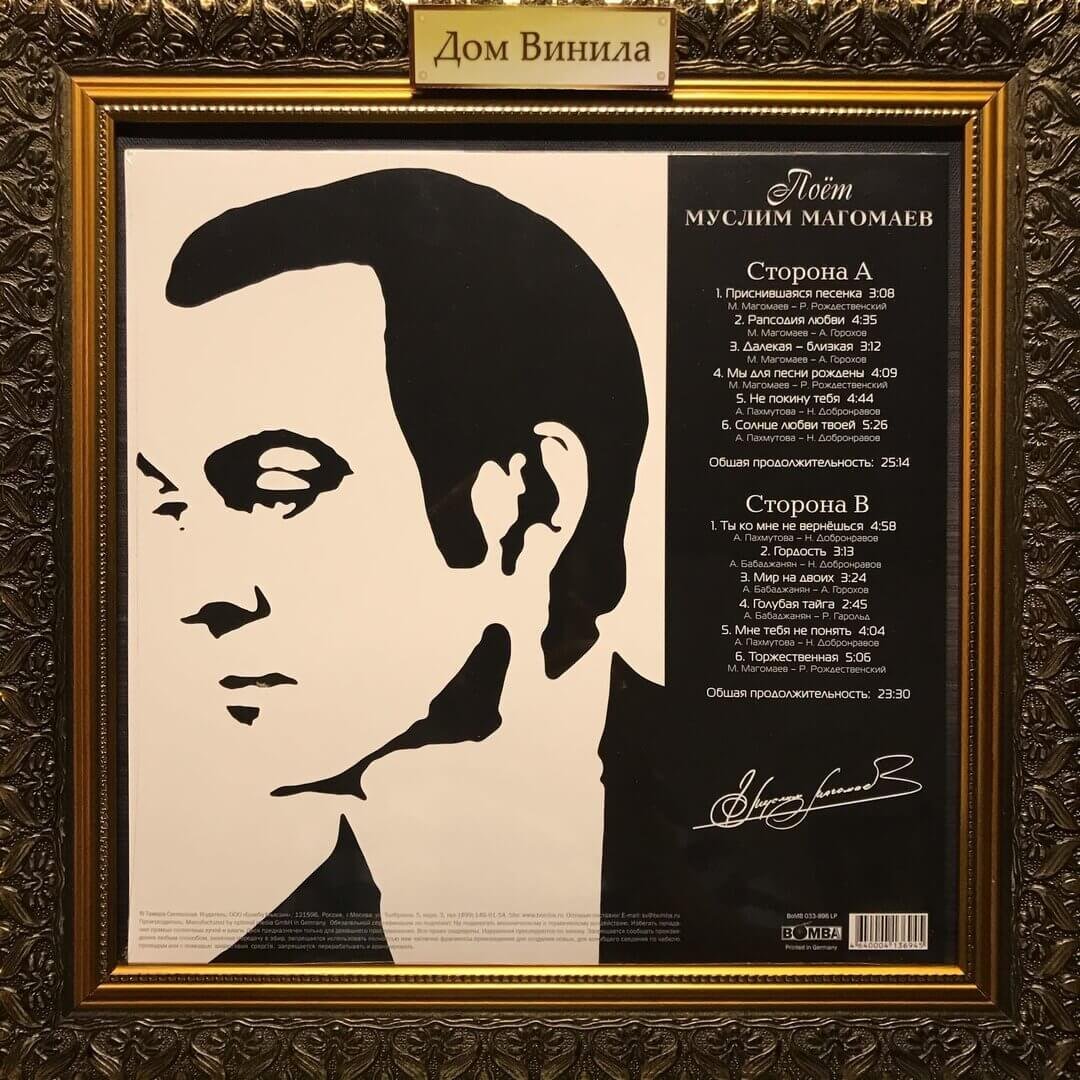 Дом Винила
Поёт
МУСЛИМ МАГОМАЕВ
Сторона А
1. Приснившаяся песенка 3:08
М. Магомаев – Р. Рождественский
2. Рапсодия любви 4:35
М. Магомаев – А. Горохов
3. Далекая – близкая 3:12
М. Магомаев – А. Горохов
4. Мы для песни рождены 4:09
М. Магомаев – Р. Рождественский
5. Не покину тебя 4:44
А. Пахмутова – Н. Добронравов
6. Солнце любви твоей 5:26
А. Пахмутова – Н. Добронравов
Общая продолжительность: 25:14
Сторона В
1. Ты ко мне не вернёшься 4:58
А. Пахмутова – Н. Добронравов
2. Гордость 3:13
А. Бабаджанян – Н. Добронравов
3. Мир на двоих 3:24
А. Бабаджанян – А. Горохов
4. Голубая тайга 2:45
А. Бабаджанян – Г. Гарольд
5. Мне тебя не понять 4:04
А. Пахмутова – Н. Добронравов
6. Торжественная 5:06
М. Магомаев – Р. Рождественский
Общая продолжительность: 23:30
BoMB 033-896 LP
BOMBA
Printed in Germany
4 640004 136945